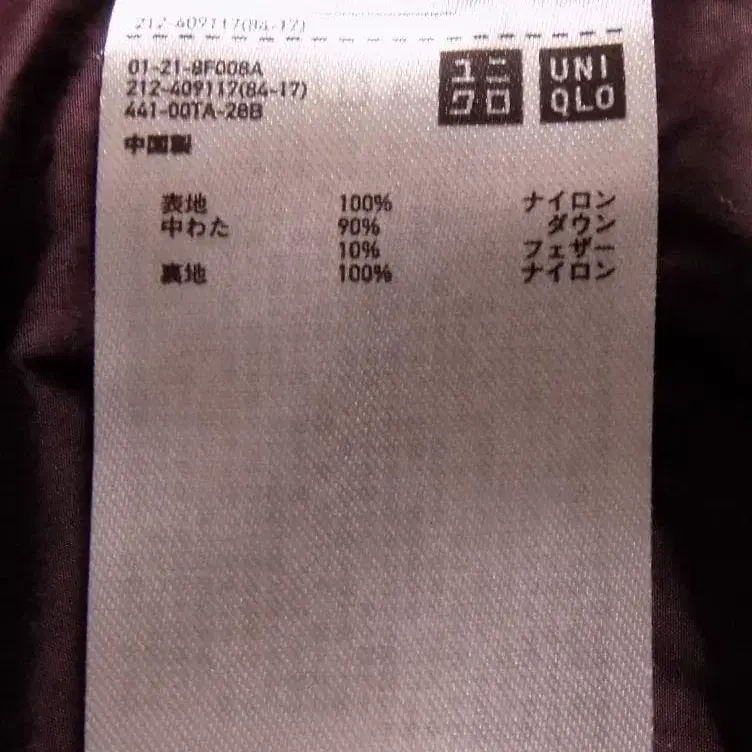 212-409117(84-17)
01-21-8F008A
212-409117(84-17)
441-00TA-28B
ユニ
クロ
UNI
QLO
中国製
表地 100% ナイロン
中わた 90% ダウン
10% フェザー
裏地 100% ナイロン